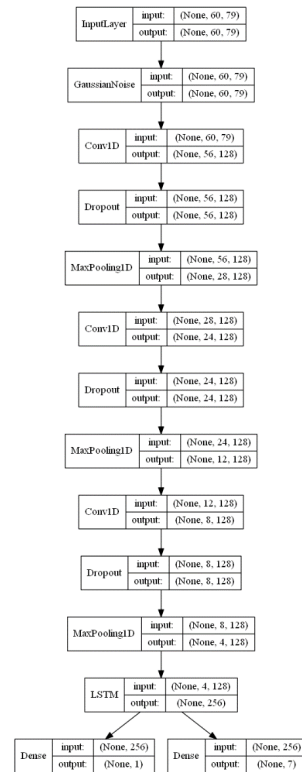 InputLayer input: (None, 60, 79)
output: (None, 60, 79)
GaussianNoise input: (None, 60, 79)
output: (None, 60, 79)
Conv1D input: (None, 60, 79)
output: (None, 56, 128)
Dropout input: (None, 56, 128)
output: (None, 56, 128)
MaxPooling1D input: (None, 56, 128)
output: (None, 28, 128)
Conv1D input: (None, 28, 128)
output: (None, 24, 128)
Dropout input: (None, 24, 128)
output: (None, 24, 128)
MaxPooling1D input: (None, 24, 128)
output: (None, 12, 128)
Conv1D input: (None, 12, 128)
output: (None, 8, 128)
Dropout input: (None, 8, 128)
output: (None, 8, 128)
MaxPooling1D input: (None, 8, 128)
output: (None, 4, 128)
LSTM input: (None, 4, 128)
output: (None, 256)
Dense input: (None, 256)
output: (None, 1)
Dense input: (None, 256)
output: (None, 7)